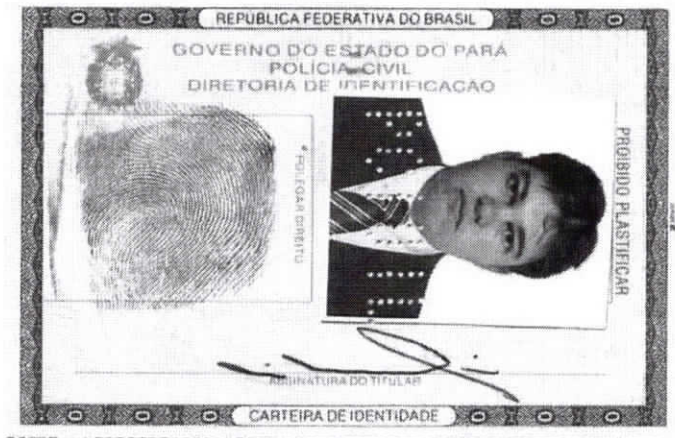 REPÚBLICA FEDERATIVA DO BRASIL
GOVERNO DO ESTADO DO PARÁ
POLÍCIA CIVIL
DIRETORIA DE IDENTIFICAÇÃO
POLEGAR DIREITO
PROIBIDO PLASTIFICAR
ASSINATURA DO TITULAR
CARTEIRA DE IDENTIDADE